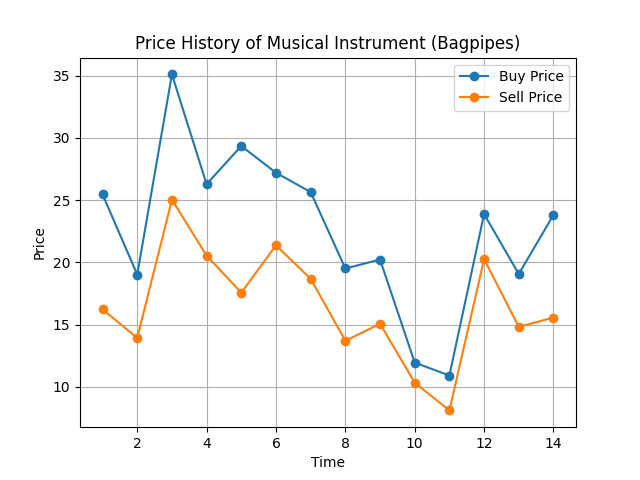 Price History of Musical Instrument (Bagpipes)
Buy Price
Sell Price
35
30
25
20
15
10
Price
2 4 6 8 10 12 14
Time